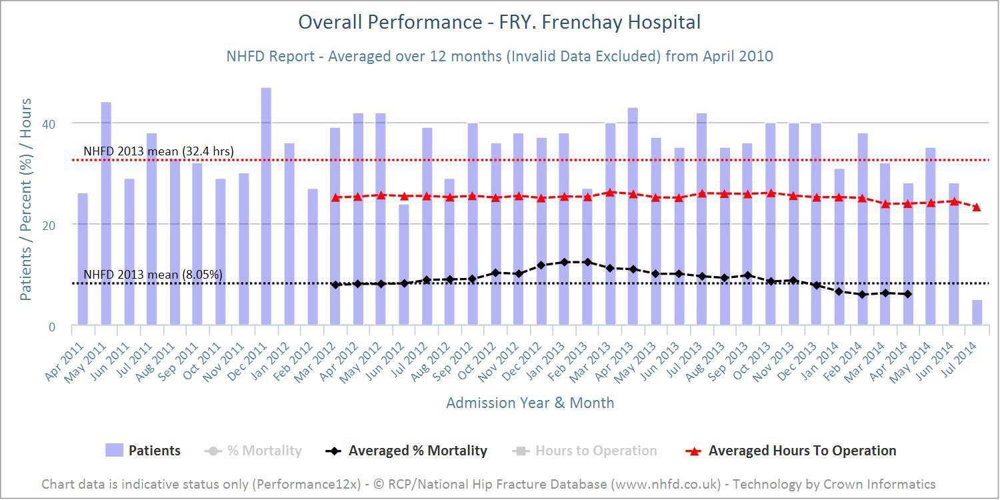 Overall Performance - FRY. Frenchay Hospital
NHFD Report - Averaged over 12 months (Invalid Data Excluded) from April 2010
Patients / Percent (%) / Hours
40
20
0
NHFD 2013 mean (32.4 hrs)
NHFD 2013 mean (8.05%)
Apr 2011
May 2011
Jun 2011
Jul 2011
Aug 2011
Sep 2011
Oct 2011
Nov 2011
Dec 2011
Jan 2012
Feb 2012
Mar 2012
Apr 2012
May 2012
Jun 2012
Jul 2012
Aug 2012
Sep 2012
Oct 2012
Nov 2012
Dec 2012
Jan 2013
Feb 2013
Mar 2013
Apr 2013
May 2013
Jun 2013
Jul 2013
Aug 2013
Sep 2013
Oct 2013
Nov 2013
Dec 2013
Jan 2014
Feb 2014
Mar 2014
Apr 2014
May 2014
Jun 2014
Jul 2014
Admission Year & Month
Patients
% Mortality
Averaged % Mortality
Hours to Operation
Averaged Hours To Operation
Chart data is indicative status only (Performance12x) - © RCP/National Hip Fracture Database (www.nhfd.co.uk) - Technology by Crown Informatics